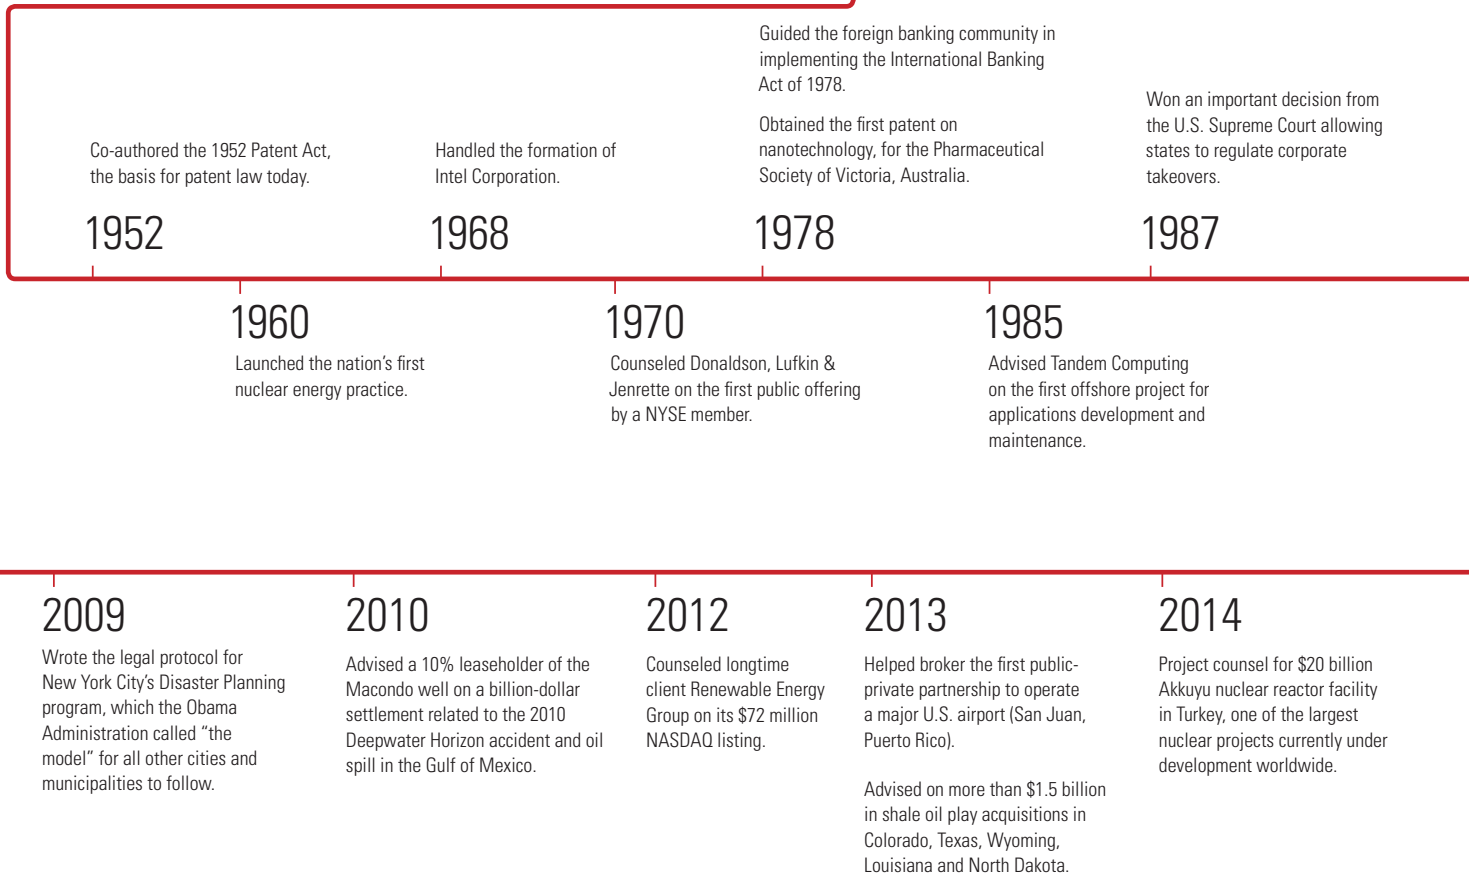 Co-authored the 1952 Patent Act,
the basis for patent law today.
1952
1960
Launched the nation’s first
nuclear energy practice.
Handled the formation of
Intel Corporation.
1968
1970
Counseled Donaldson, Lufkin &
Jenrette on the first public offering
by a NYSE member.
Guided the foreign banking community in
implementing the International Banking
Act of 1978.
Obtained the first patent on
nanotechnology, for the Pharmaceutical
Society of Victoria, Australia.
1978
1985
Advised Tandem Computing
on the first offshore project for
applications development and
maintenance.
Won an important decision from
the U.S. Supreme Court allowing
states to regulate corporate
takeovers.
1987
2009
Wrote the legal protocol for
New York City’s Disaster Planning
program, which the Obama
Administration called “the
model” for all other cities and
municipalities to follow.
2010
Advised a 10% leaseholder of the
Macondo well on a billion-dollar
settlement related to the 2010
Deepwater Horizon accident and oil
spill in the Gulf of Mexico.
2012
Counseled longtime
client Renewable Energy
Group on its $72 million
NASDAQ listing.
2013
Helped broker the first public-
private partnership to operate
a major U.S. airport (San Juan,
Puerto Rico).
Advised on more than $1.5 billion
in shale oil play acquisitions in
Colorado, Texas, Wyoming,
Louisiana and North Dakota.
2014
Project counsel for $20 billion
Akkuyu nuclear reactor facility
in Turkey, one of the largest
nuclear projects currently under
development worldwide.